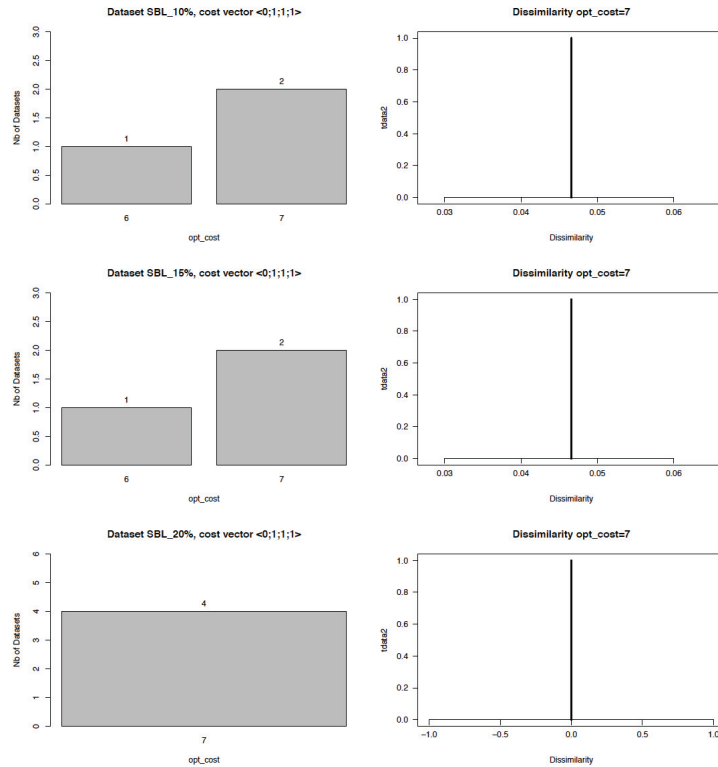 Dataset SBL_10%, cost vector <0;1;1;1>
Nb of Datasets
0.0 0.5 1.0 1.5 2.0 2.5 3.0
1
2
6 7
opt_cost
Dissimilarity opt_cost=7
tdata2
0.0 0.2 0.4 0.6 0.8 1.0
0.03 0.04 0.05 0.06
Dissimilarity
Dataset SBL_15%, cost vector <0;1;1;1>
Nb of Datasets
0.0 0.5 1.0 1.5 2.0 2.5 3.0
1
2
6 7
opt_cost
Dissimilarity opt_cost=7
tdata2
0.0 0.2 0.4 0.6 0.8 1.0
0.03 0.04 0.05 0.06
Dissimilarity
Dataset SBL_20%, cost vector <0;1;1;1>
Nb of Datasets
0 1 2 3 4 5 6
4
7
opt_cost
Dissimilarity opt_cost=7
tdata2
0.0 0.2 0.4 0.6 0.8 1.0
−1.0 −0.5 0.0 0.5 1.0
Dissimilarity